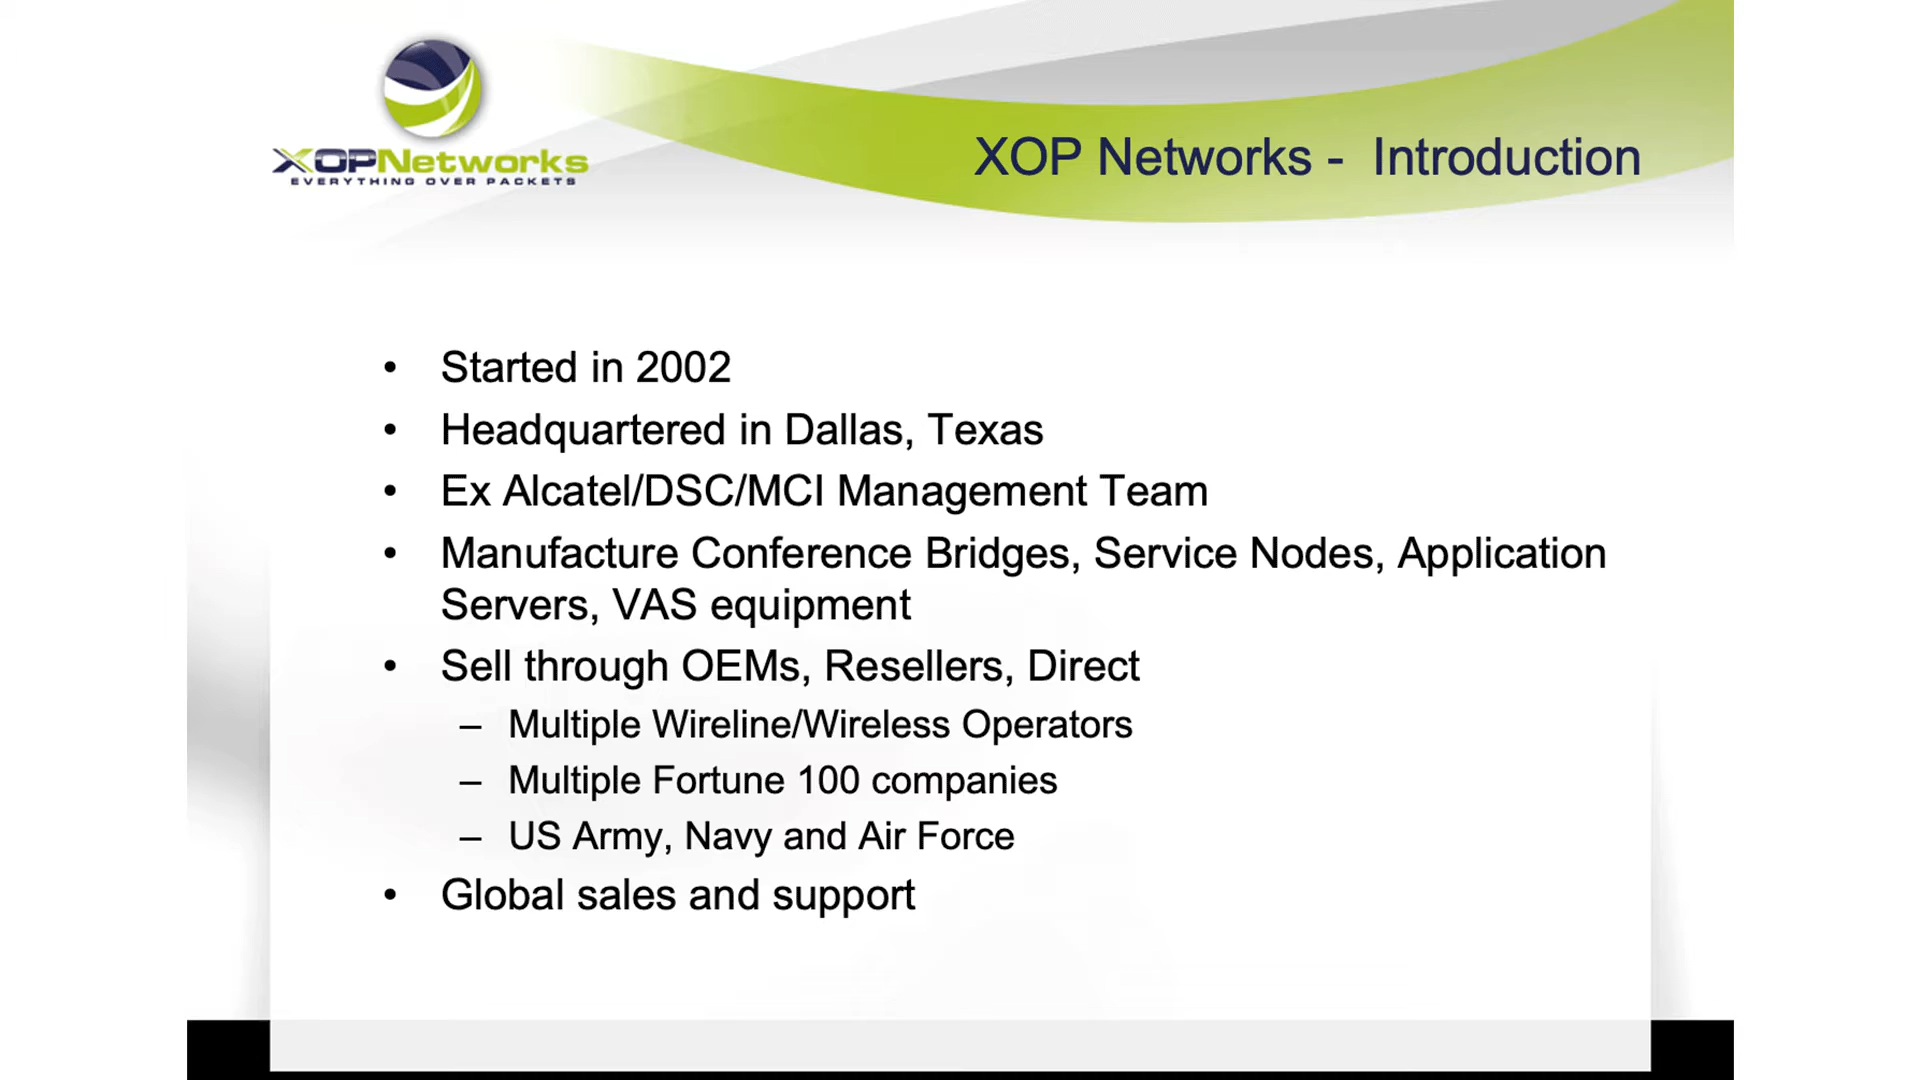 XOPNetworks
EVERYTHING OVER PACKETS
XOP Networks - Introduction
• Started in 2002
• Headquartered in Dallas, Texas
• Ex Alcatel/DSC/MCI Management Team
• Manufacture Conference Bridges, Service Nodes, Application
Servers, VAS equipment
• Sell through OEMs, Resellers, Direct
– Multiple Wireline/Wireless Operators
– Multiple Fortune 100 companies
– US Army, Navy and Air Force
• Global sales and support